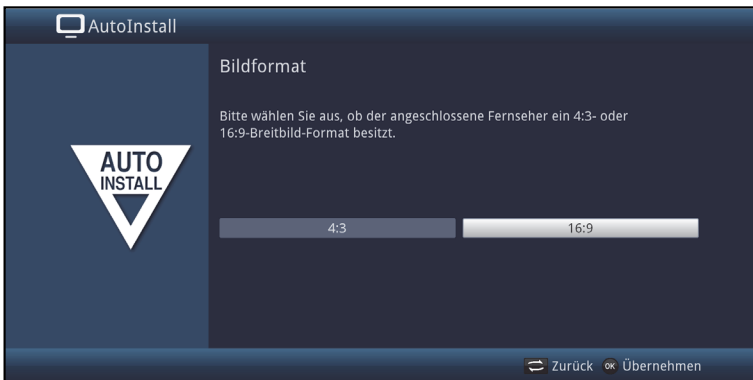 AutoInstall
Bildformat
Bitte wählen Sie aus, ob der angeschlossene Fernseher ein 4:3- oder
16:9-Breitbild-Format besitzt.
AUTO
INSTALL
4:3
16:9
Zurück OK Übernehmen